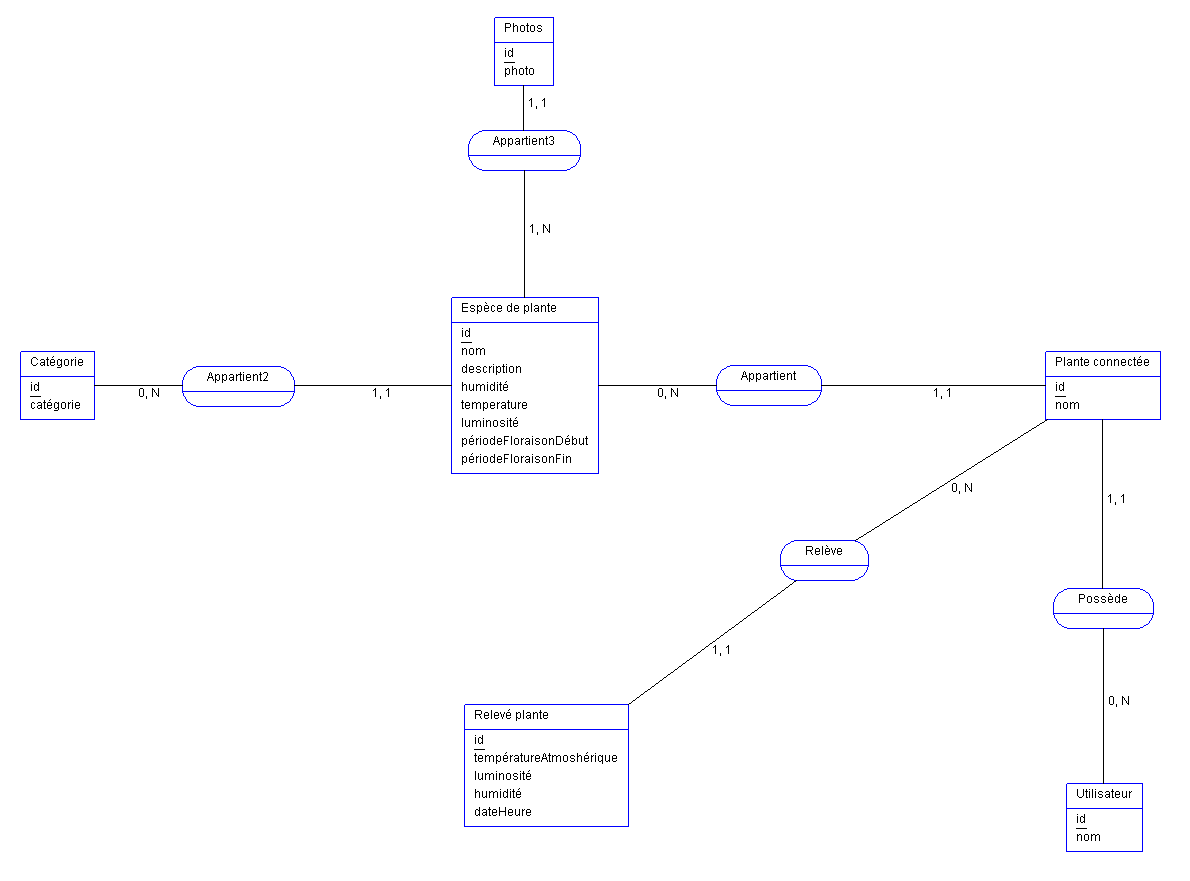 Photos
id
photo
1, 1
Appartient3
1, N
Espèce de plante
id
nom
description
humidité
temperature
luminosité
périodeFloraisonDébut
périodeFloraisonFin
Catégorie
id
catégorie
0, N
Appartient2
1, 1
0, N
Appartient
1, 1
Plante connectée
id
nom
0, N
Relève
1, 1
1, 1
Possède
0, N
Relevé plante
id
températureAtmoshérique
luminosité
humidité
dateHeure
Utilisateur
id
nom